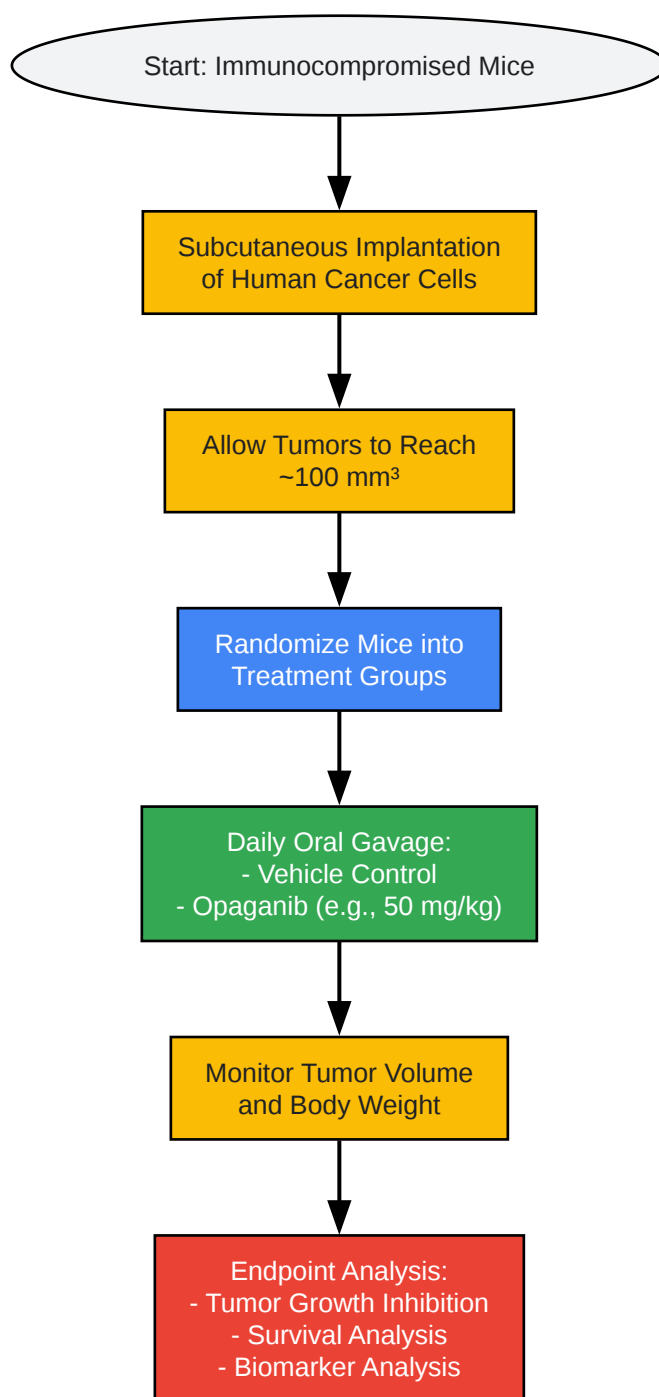 Start: Immunocompromised Mice
Subcutaneous Implantation
of Human Cancer Cells
Allow Tumors to Reach
~100 mm³
Randomize Mice into
Treatment Groups
Daily Oral Gavage:
- Vehicle Control
- Opaganib (e.g., 50 mg/kg)
Monitor Tumor Volume
and Body Weight
Endpoint Analysis:
- Tumor Growth Inhibition
- Survival Analysis
- Biomarker Analysis